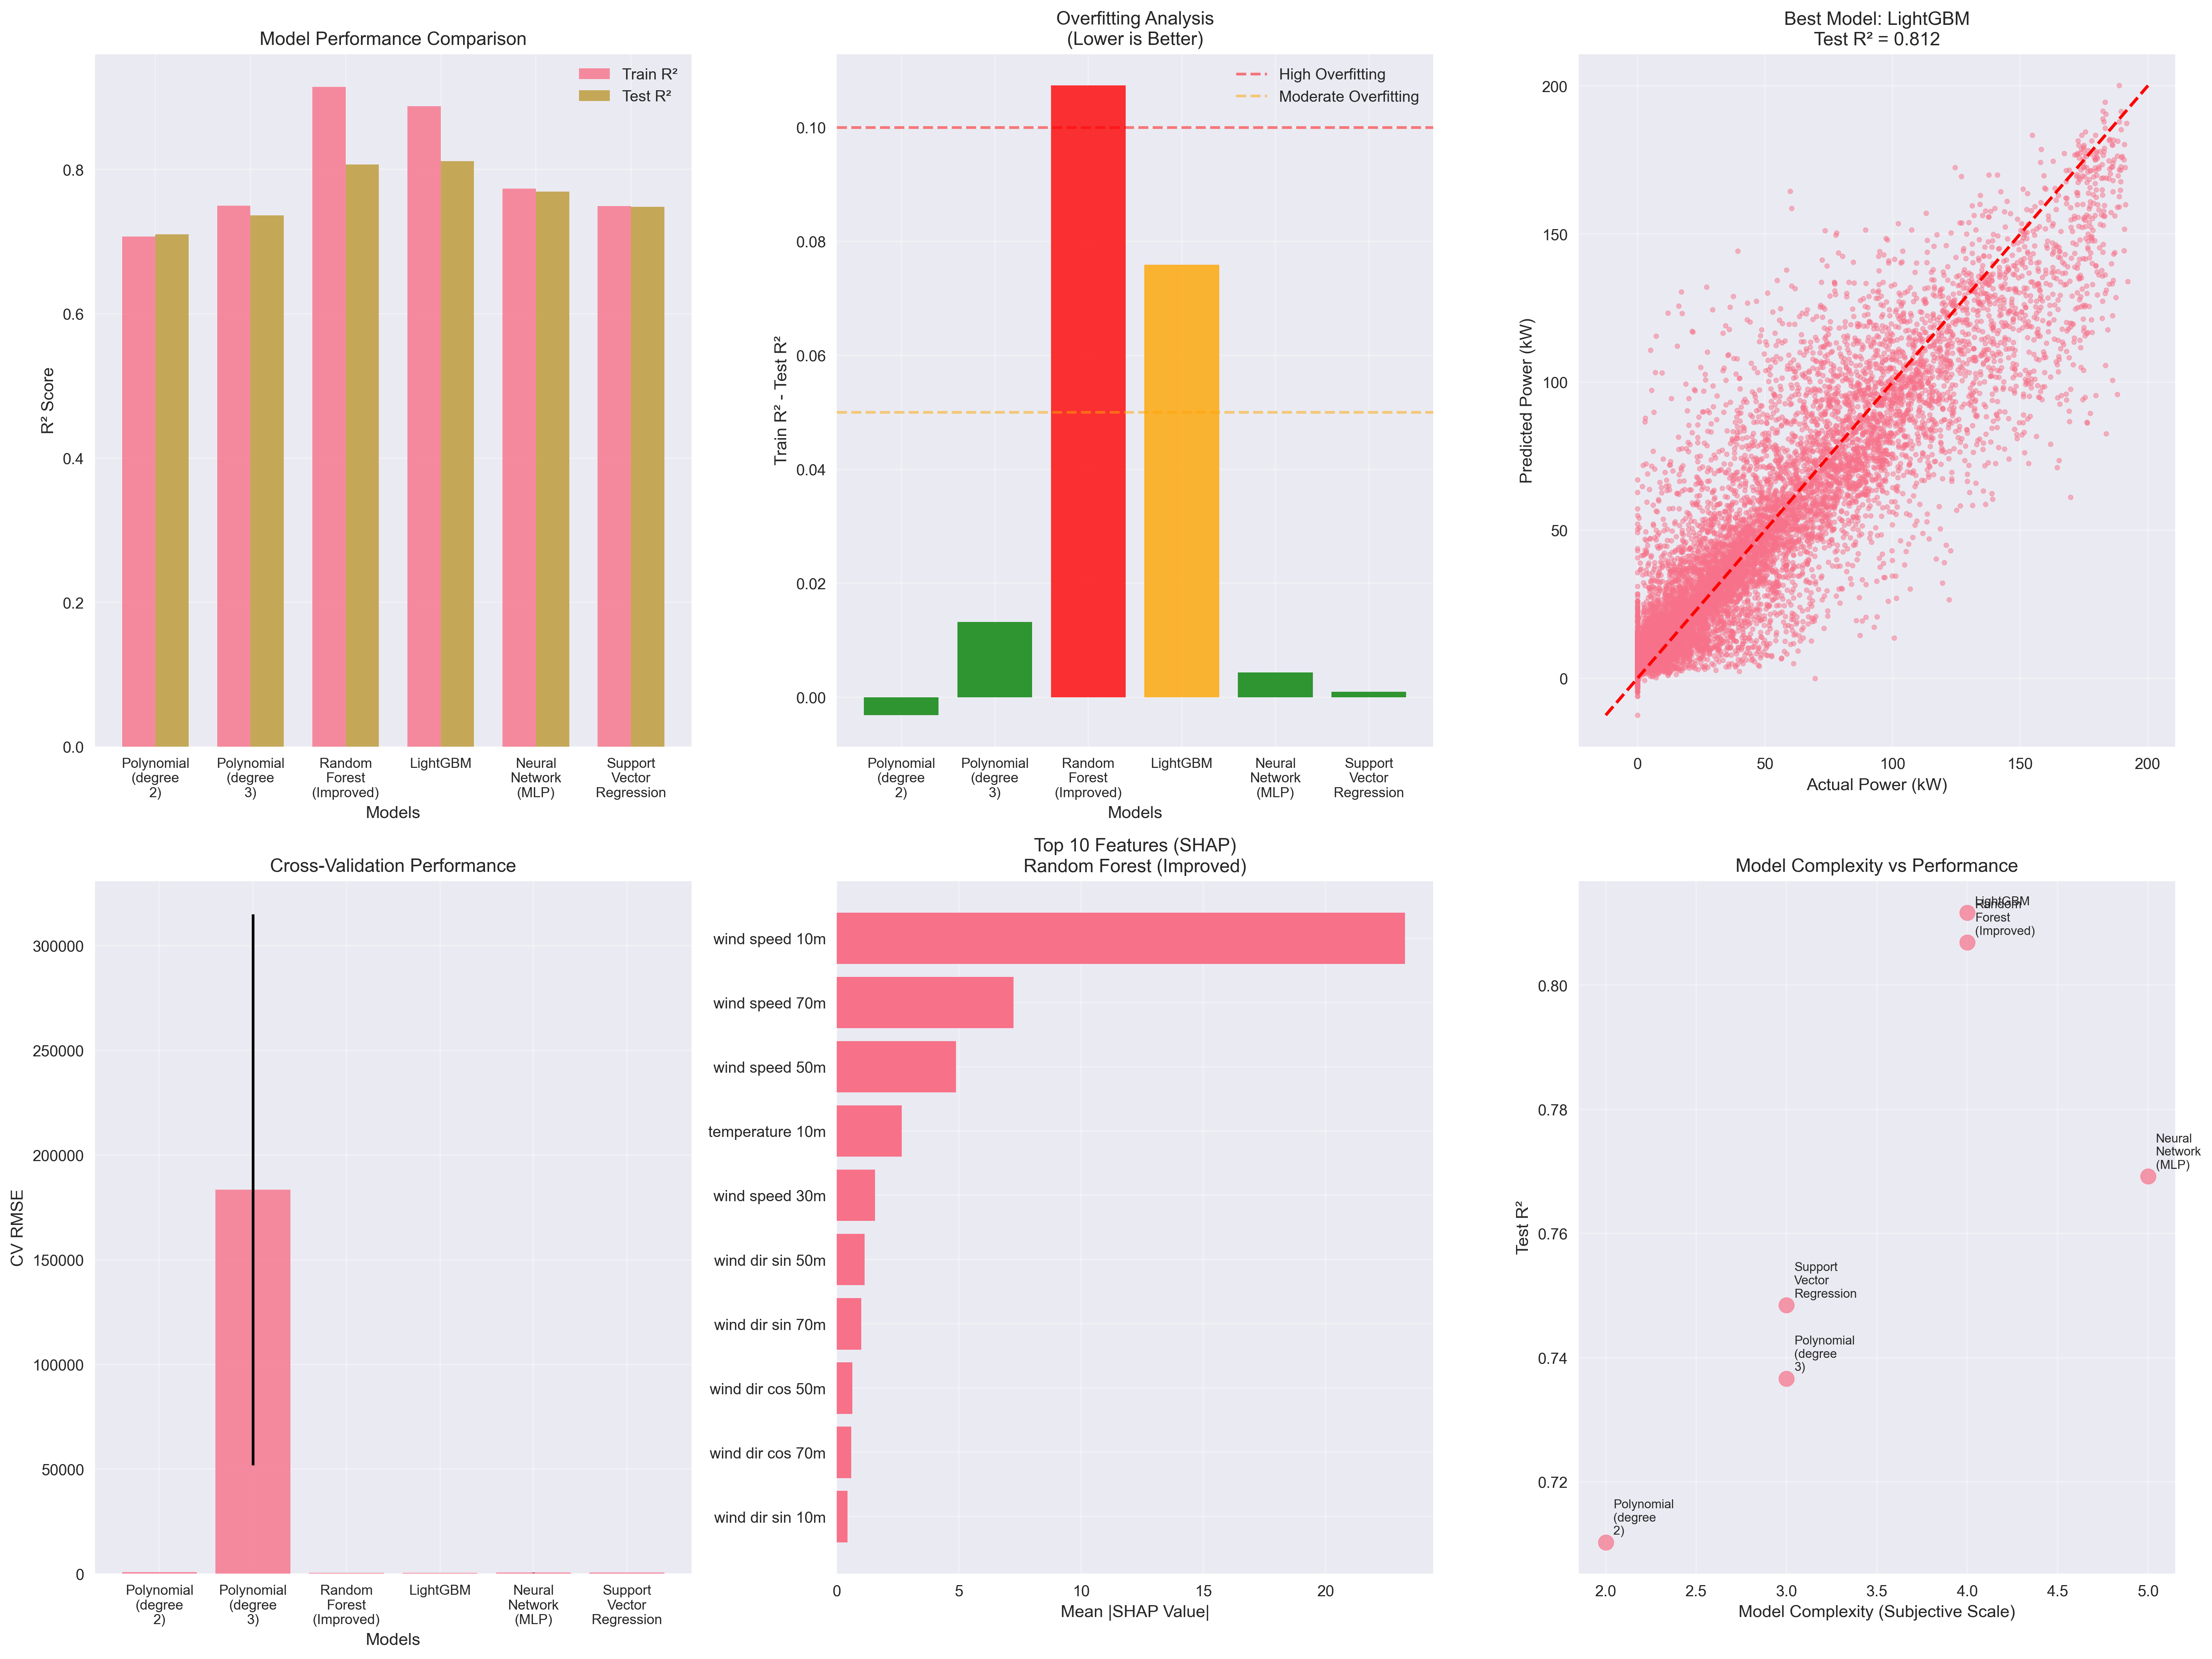 Model Performance Comparison
Train R²
Test R²
R² Score
0.8
0.6
0.4
0.2
0.0
Polynomial
(degree
2)
Polynomial
(degree
3)
Random
Forest
(Improved)
LightGBM
Neural
Network
(MLP)
Support
Vector
Regression
Models
Overfitting Analysis
(Lower is Better)
High Overfitting
Moderate Overfitting
Train R² - Test R²
0.10
0.08
0.06
0.04
0.02
0.00
Polynomial
(degree
2)
Polynomial
(degree
3)
Random
Forest
(Improved)
LightGBM
Neural
Network
(MLP)
Support
Vector
Regression
Models
Best Model: LightGBM
Test R² = 0.812
Predicted Power (kW)
200
150
100
50
0
0 50 100 150 200
Actual Power (kW)
Cross-Validation Performance
CV RMSE
300000
250000
200000
150000
100000
50000
0
Polynomial
(degree
2)
Polynomial
(degree
3)
Random
Forest
(Improved)
LightGBM
Neural
Network
(MLP)
Support
Vector
Regression
Models
Top 10 Features (SHAP)
Random Forest (Improved)
wind speed 10m
wind speed 70m
wind speed 50m
temperature 10m
wind speed 30m
wind dir sin 50m
wind dir sin 70m
wind dir cos 50m
wind dir cos 70m
wind dir sin 10m
0 5 10 15 20
Mean |SHAP Value|
Model Complexity vs Performance
Test R²
0.80
0.78
0.76
0.74
0.72
LightGBM
Random
Forest
(Improved)
Neural
Network
(MLP)
Support
Vector
Regression
Polynomial
(degree
3)
Polynomial
(degree
2)
2.0 2.5 3.0 3.5 4.0 4.5 5.0
Model Complexity (Subjective Scale)